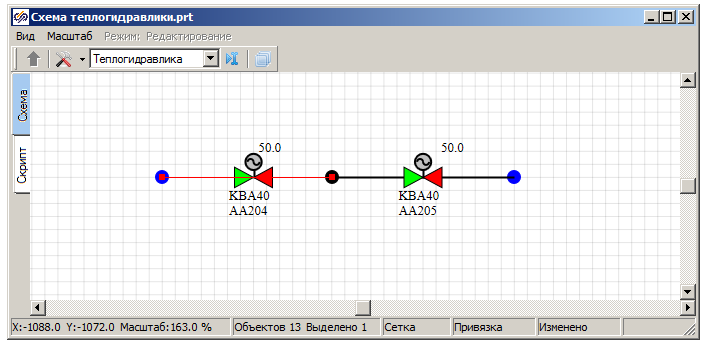 Схема теплогидравлики.prt
Вид Масштаб Режим: Редактирование
Теплогидравлика
Схема
Скрипт
50.0 50.0
KBA40 KBA40
AA204 AA205
X:-1088.0 Y:-1072.0 Масштаб:163.0 % Объектов 13 Выделено 1 Сетка Привязка Изменено